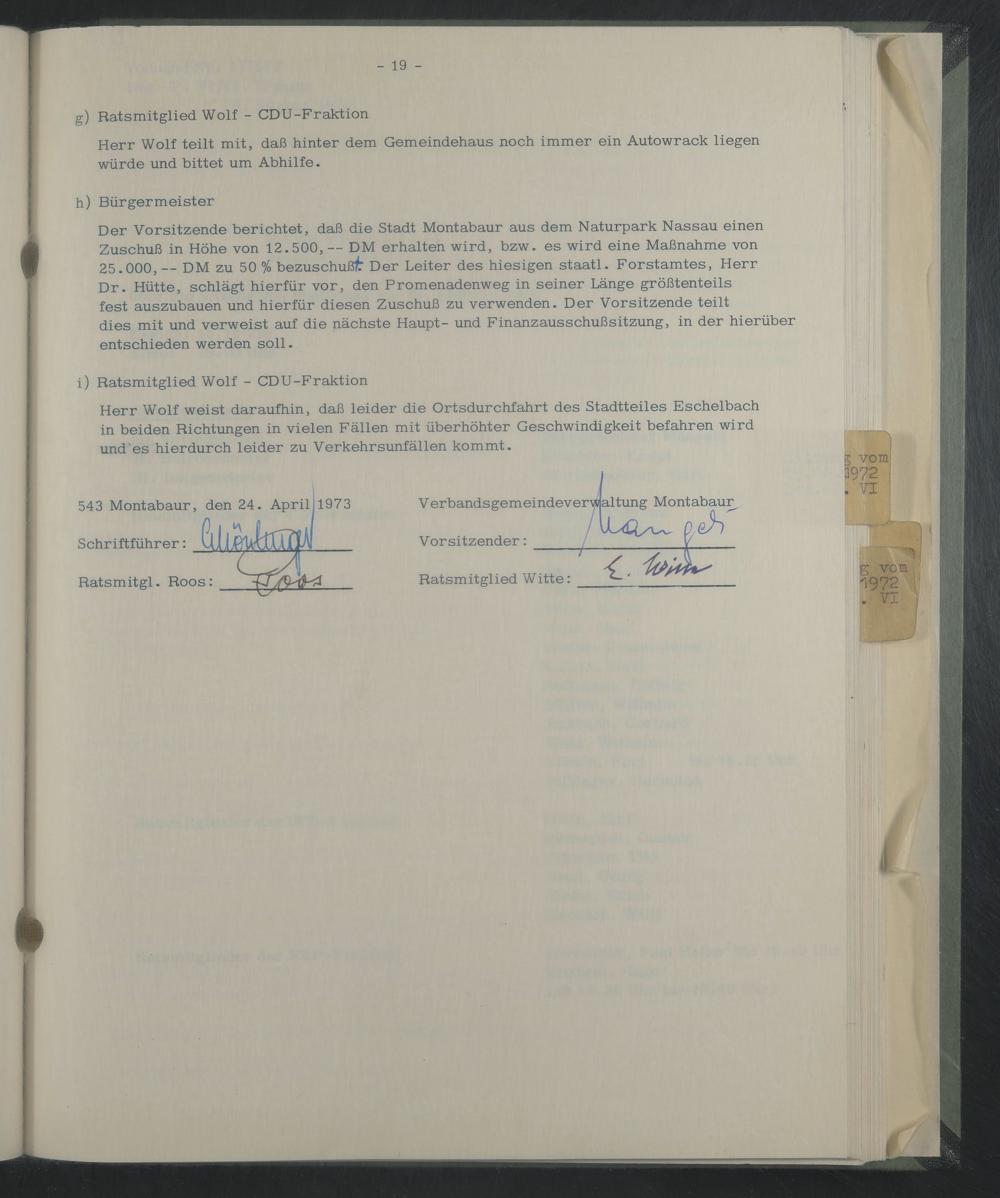 - 19 -
g) Ratsmitglied Wolf - CDU-Fraktion
Herr Wolf teilt mit, daß hinter dem Gemeindehaus noch immer ein Autowrack liegen
würde und bittet um Abhilfe.
h) Bürgermeister
Der Vorsitzende berichtet, daß die Stadt Montabaur aus dem Naturpark Nassau einen
Zuschuß in Höhe von 12.500,-- DM erhalten wird, bzw. es wird eine Maßnahme von
25.000,-- DM zu 50 % bezuschußt. Der Leiter des hiesigen staatl. Forstamtes, Herr
Dr. Hütte, schlägt hierfür vor, den Promenadenweg in seiner Länge größtenteils
fest auszubauen und hierfür diesen Zuschuß zu verwenden. Der Vorsitzende teilt
dies mit und verweist auf die nächste Haupt- und Finanzausschußsitzung, in der hierüber
entschieden werden soll.
i) Ratsmitglied Wolf - CDU-Fraktion
Herr Wolf weist daraufhin, daß leider die Ortsdurchfahrt des Stadtteiles Eschelbach
in beiden Richtungen in vielen Fällen mit überhöhter Geschwindigkeit befahren wird
und es hierdurch leider zu Verkehrsunfällen kommt.
543 Montabaur, den 24. April 1973 Verbandsgemeindeverwaltung Montabaur
Schriftführer: Vorsitzender:
Ratsmitgl. Roos: Roos Ratsmitglied Witte: E. Witte
g vom
1972
. VI
g vom
1972
. VI